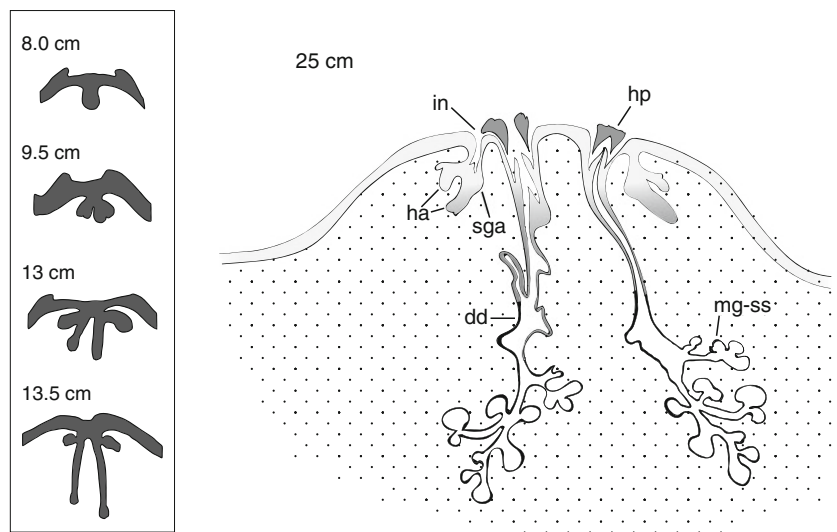 8.0 cm
9.5 cm
13 cm
13.5 cm
25 cm
in
hp
ha
sga
dd
mg-ss